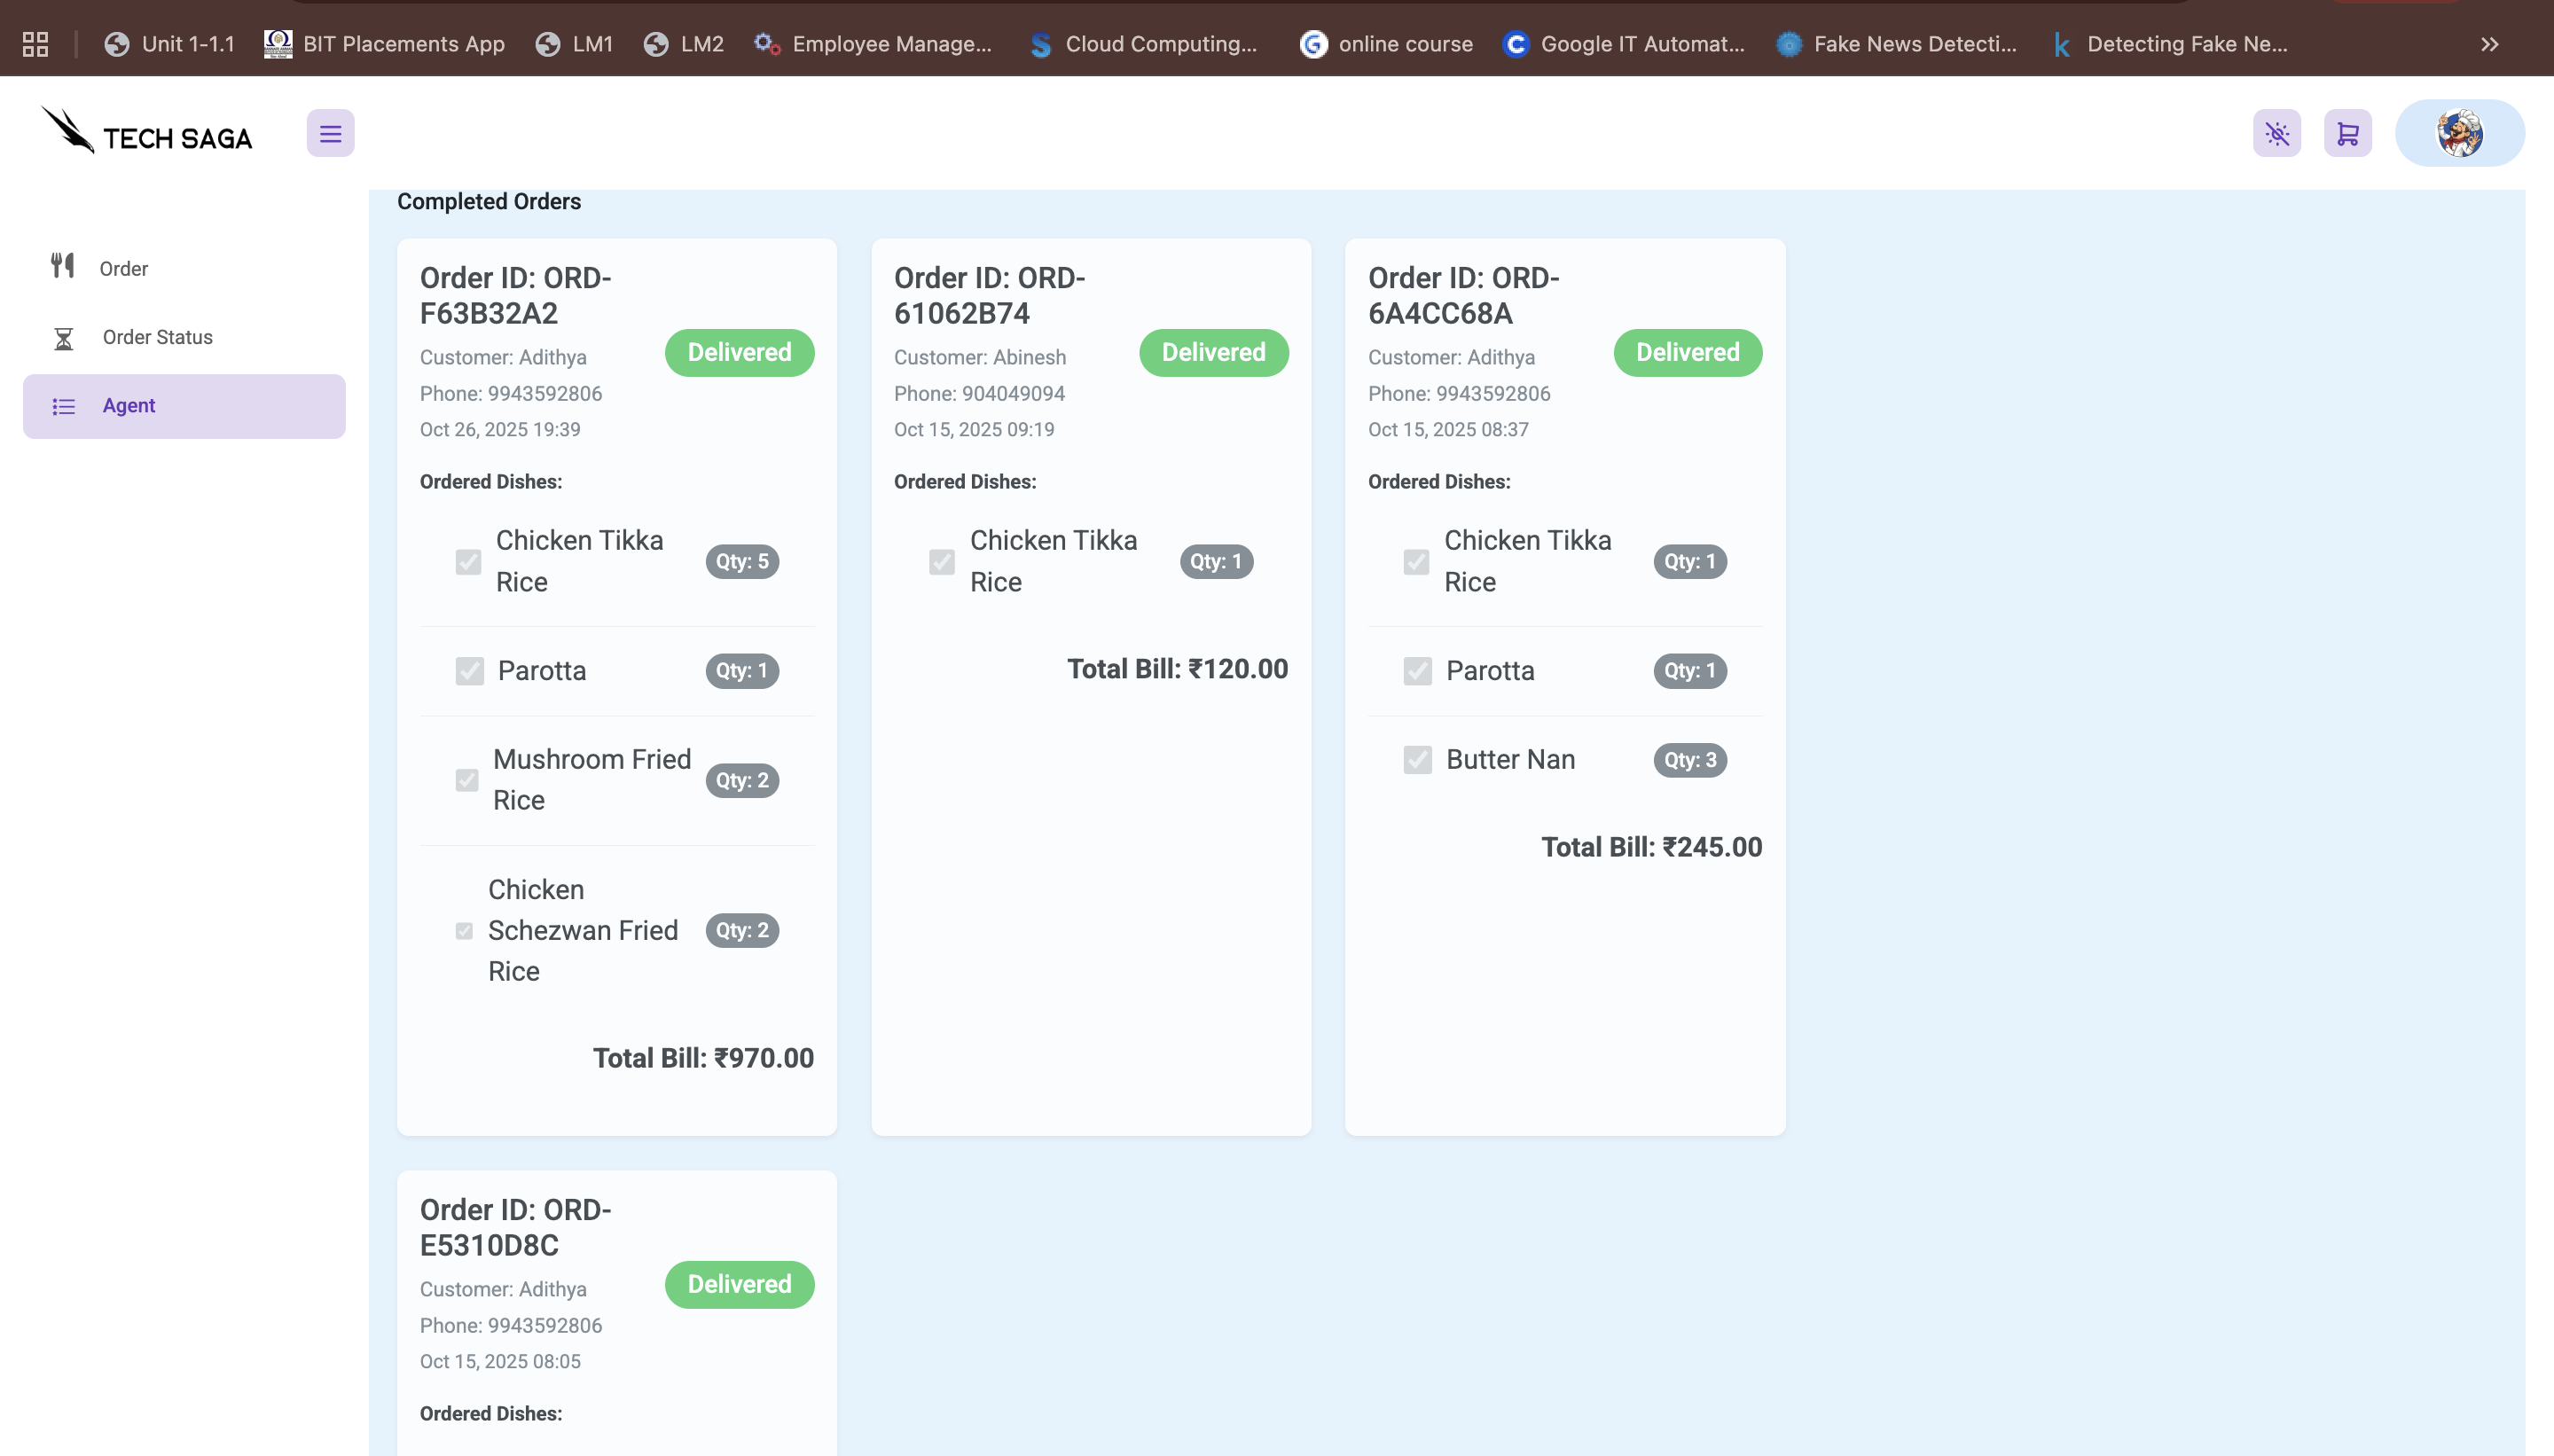 Unit 1-1.1
BIT Placements App
LM1
LM2
Employee Manage...
Cloud Computing...
online course
Google IT Automat...
Fake News Detecti...
Detecting Fake Ne...
TECH SAGA
Order
Order Status
Agent
Completed Orders
Order ID: ORD-
F63B32A2
Delivered
Customer: Adithya
Phone: 9943592806
Oct 26, 2025 19:39
Ordered Dishes:
Chicken Tikka
Rice
Qty: 5
Parotta
Qty: 1
Mushroom Fried
Rice
Qty: 2
Chicken
Schezwan Fried
Rice
Qty: 2
Total Bill: ₹970.00
Order ID: ORD-
61062B74
Delivered
Customer: Abinesh
Phone: 904049094
Oct 15, 2025 09:19
Ordered Dishes:
Chicken Tikka
Rice
Qty: 1
Total Bill: ₹120.00
Order ID: ORD-
6A4CC68A
Delivered
Customer: Adithya
Phone: 9943592806
Oct 15, 2025 08:37
Ordered Dishes:
Chicken Tikka
Rice
Qty: 1
Parotta
Qty: 1
Butter Nan
Qty: 3
Total Bill: ₹245.00
Order ID: ORD-
E5310D8C
Delivered
Customer: Adithya
Phone: 9943592806
Oct 15, 2025 08:05
Ordered Dishes: